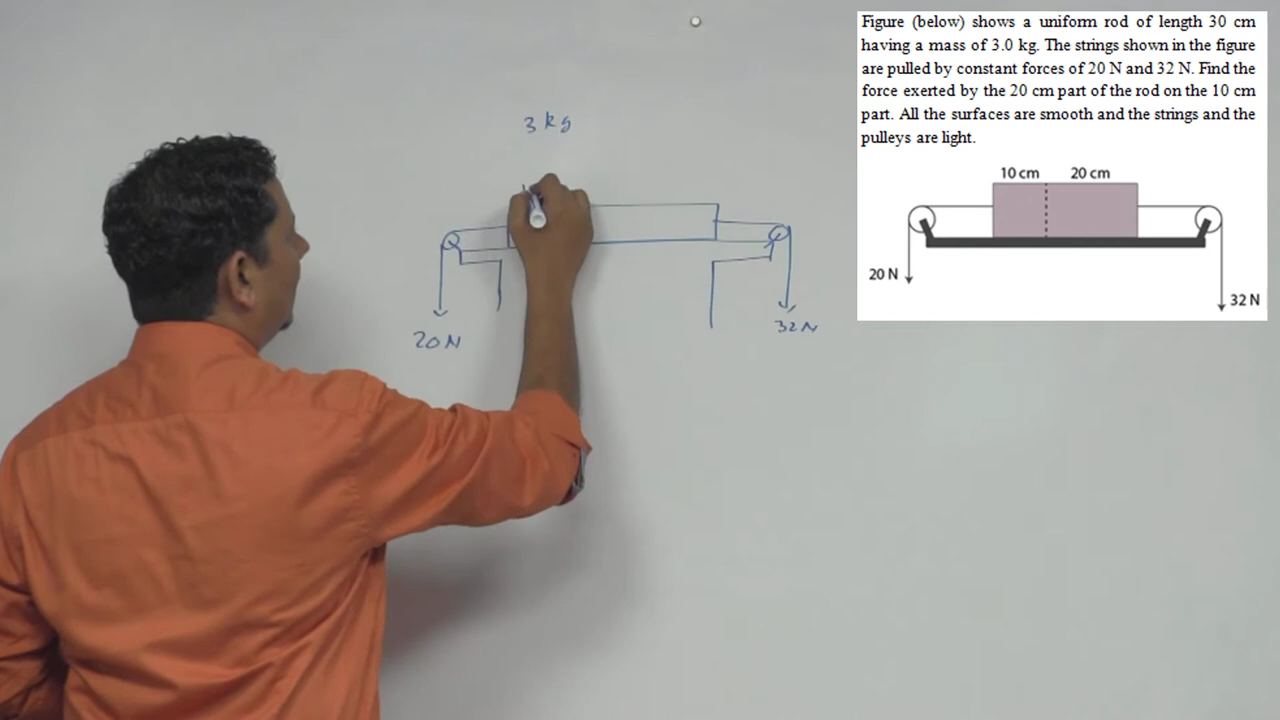 Figure (below) shows a uniform rod of length 30 cm
having a mass of 3.0 kg. The strings shown in the figure
are pulled by constant forces of 20 N and 32 N. Find the
force exerted by the 20 cm part of the rod on the 10 cm
part. All the surfaces are smooth and the strings and the
pulleys are light.
10 cm 20 cm
20 N
32 N
3 kg
20 N
32 N